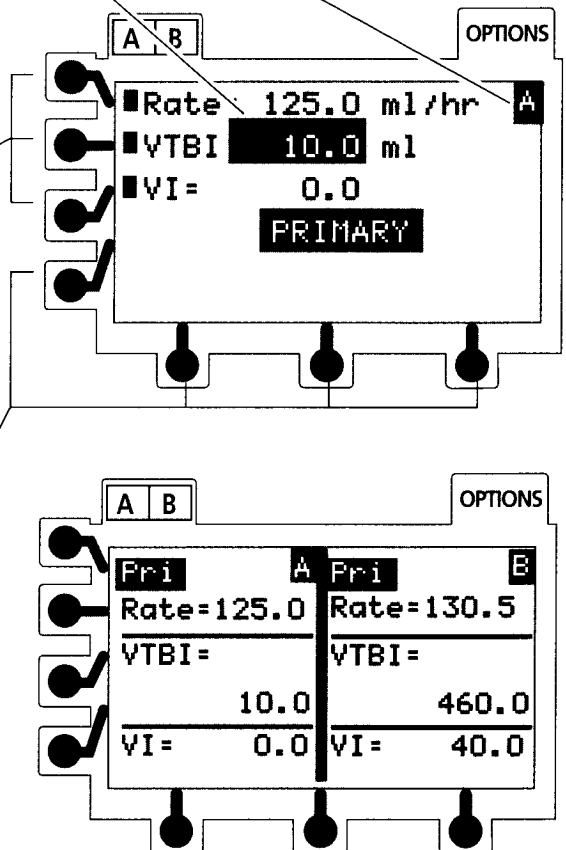 A B OPTIONS
Rate: 125.0 ml/hr A
VTBI 10.0 ml
VI= 0.0
PRIMARY
A B OPTIONS
Pri A Pri B
Rate=125.0 Rate=130.5
VTBI= VTBI=
10.0 460.0
VI= 0.0 VI= 40.0